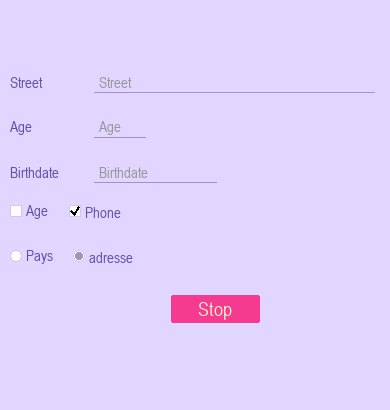 Street Street
Age Age
Birthdate Birthdate
Age Phone
Pays adresse
Stop